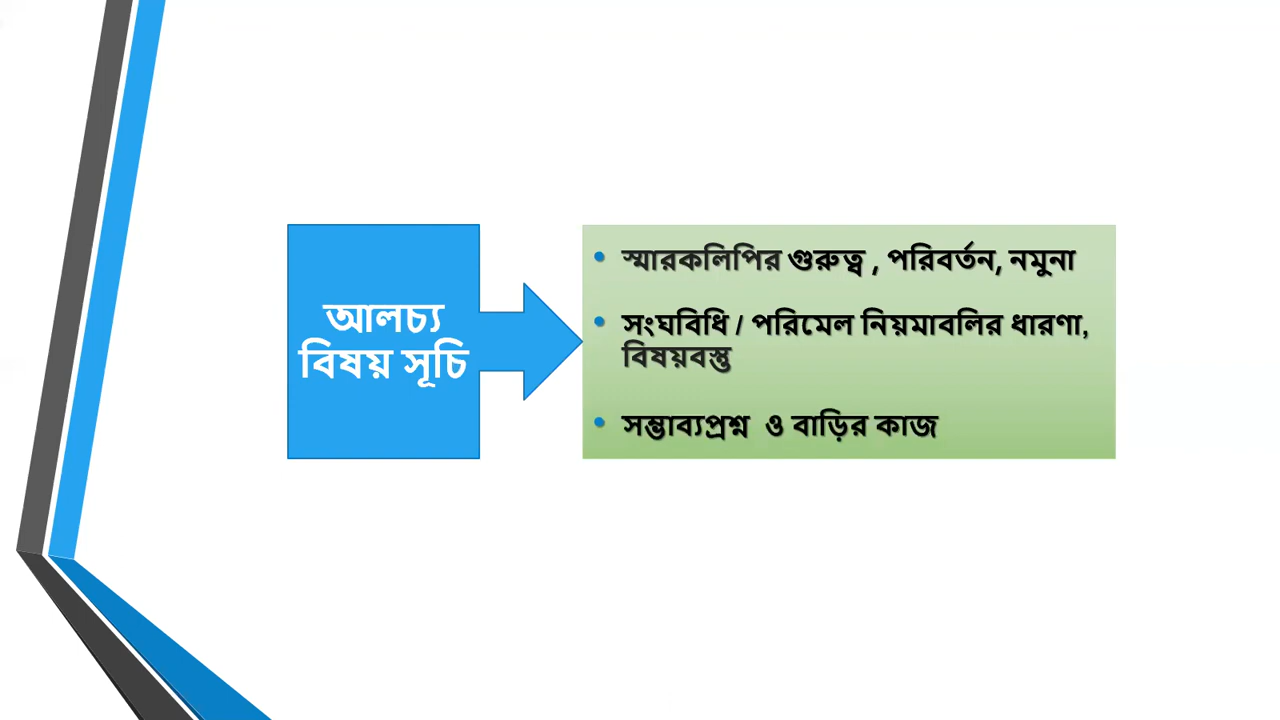 আলচ্য
বিষয় সূচি
স্মারকলিপির গুরুত্ব , পরিবর্তন, নমুনা
সংঘবিধি / পরিমেল নিয়মাবলির ধারণা,
বিষয়বস্তু
সম্ভাব্যপ্রশ্ন ও বাড়ির কাজ